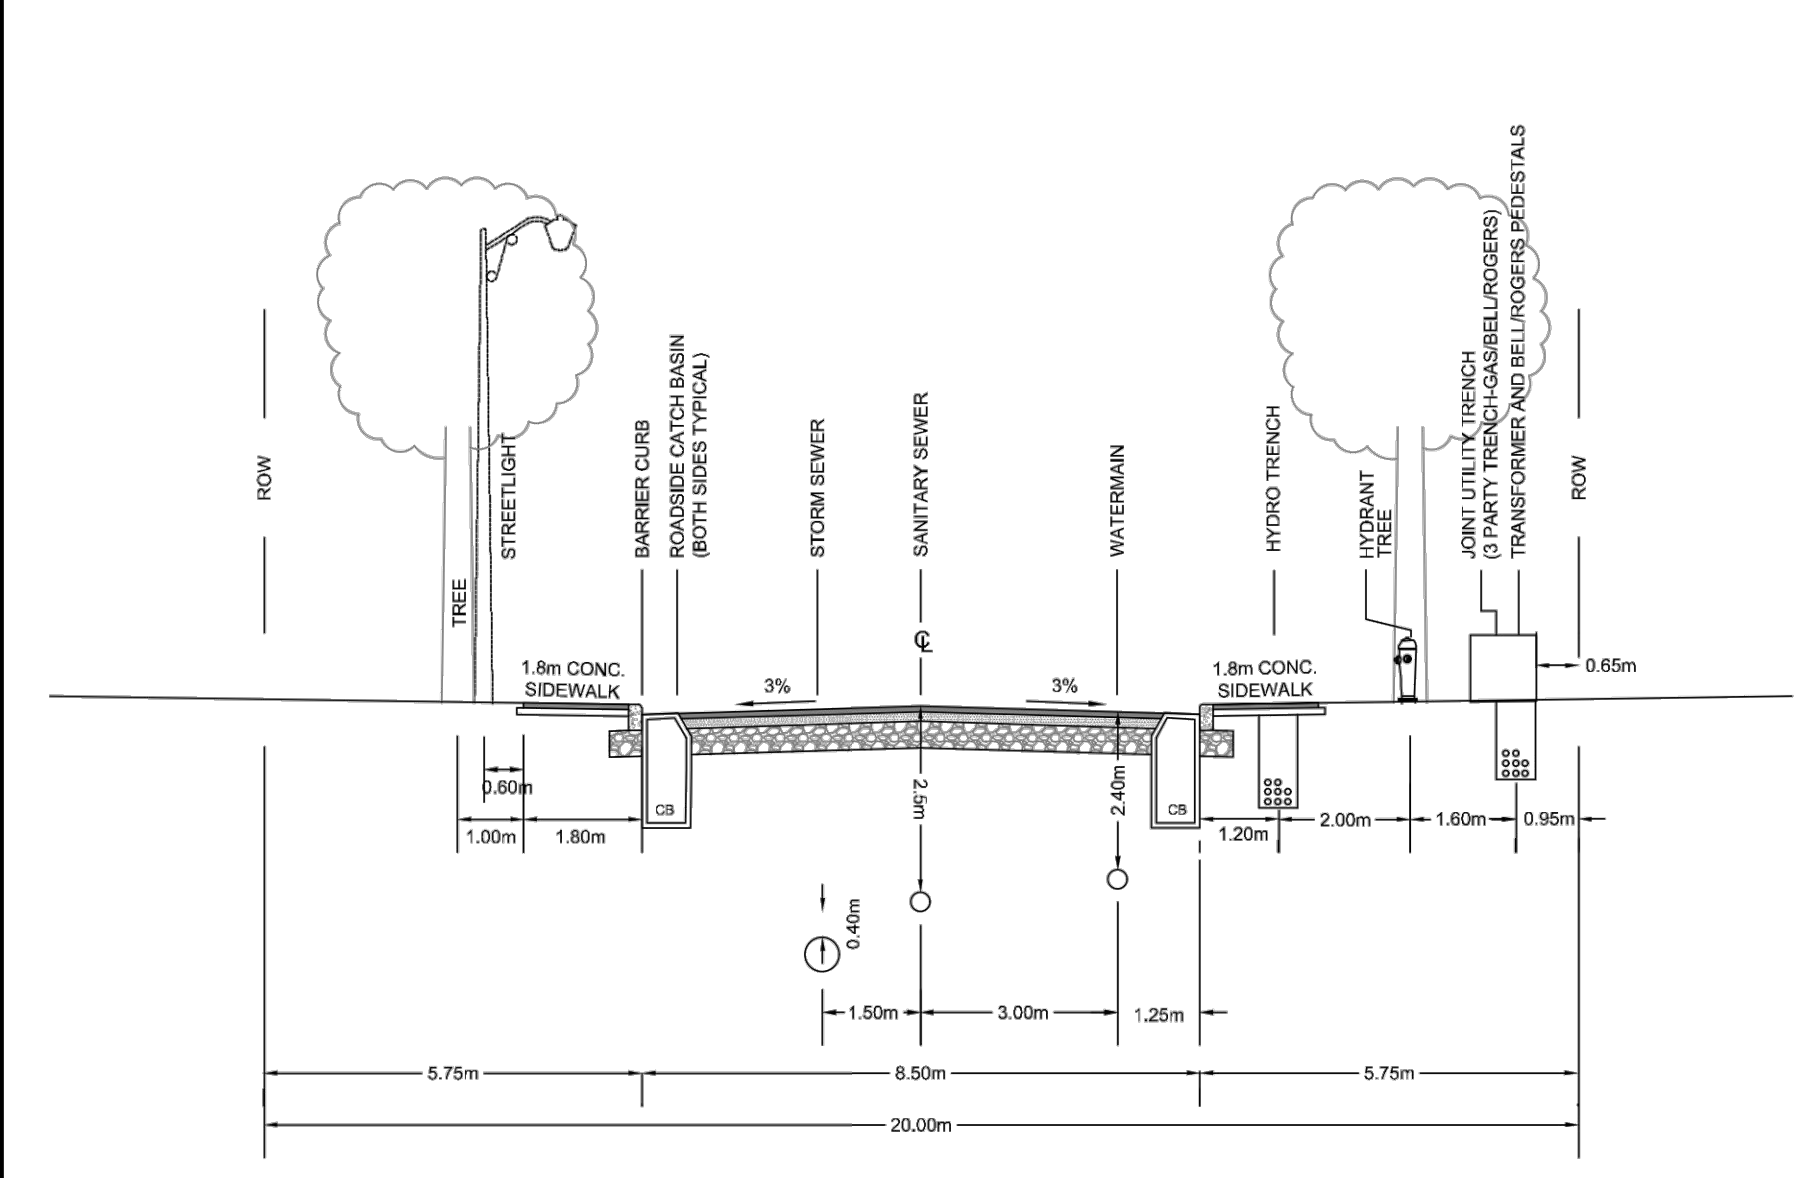 TRANSFORMER AND BELL/ROGERS PEDESTALS
JOINT UTILITY TRENCH
(3 PARTY TRENCH-GAS/BELL/ROGERS)
ROW
STREETLIGHT
TREE
BARRIER CURB
ROADSIDE CATCH BASIN
(BOTH SIDES TYPICAL)
STORM SEWER
SANITARY SEWER
WATERMAIN
HYDRO TRENCH
HYDRANT
TREE
ROW
℄
1.8m CONC.
SIDEWALK
3%
3%
1.8m CONC.
SIDEWALK
0.65m
0.60m
2.5m
2.40m
CB
CB
1.00m
1.80m
1.20m
2.00m
1.60m
0.95m
0.40m
1.50m
3.00m
1.25m
5.75m
8.50m
5.75m
20.00m